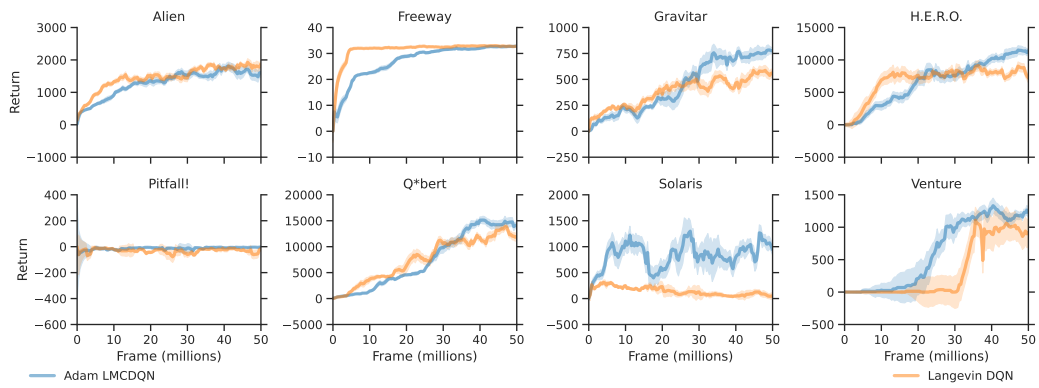 Alien
Freeway
Gravitar
H.E.R.O.
3000
2000
1000
0
−1000
Return
40
30
20
10
0
−10
1000
750
500
250
0
−250
15000
10000
5000
0
−5000
Pitfall!
Q*bert
Solaris
Venture
400
200
0
−200
−400
−600
Return
0 10 20 30 40 50
Frame (millions)
20000
15000
10000
5000
0
−5000
0 10 20 30 40 50
Frame (millions)
2000
1500
1000
500
0
−500
0 10 20 30 40 50
Frame (millions)
1500
1000
500
0
−500
0 10 20 30 40 50
Frame (millions)
Adam LMCDQN
Langevin DQN